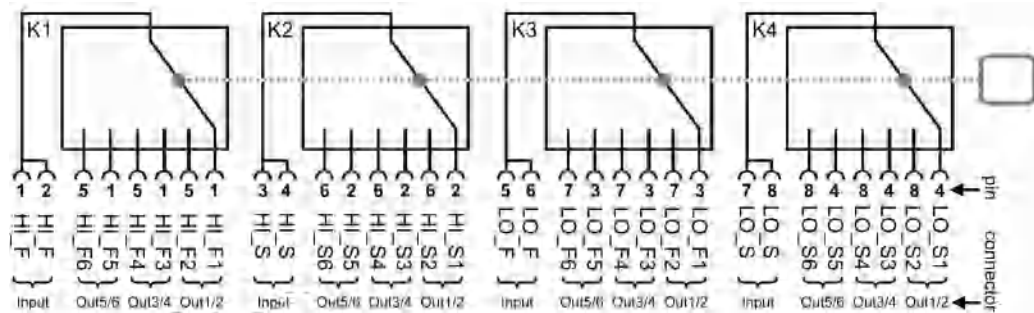 K1 K2 K3 K4
1 2 5 1 5 1 5 1 3 4 6 2 6 2 6 2 5 6 7 3 7 3 7 3 7 8 8 4 8 4 8 4 pin
HI_F HI_F HI_F6 HI_F5 HI_F4 HI_F3 HI_F2 HI_F1 HI_S HI_S HI_S6 HI_S5 HI_S4 HI_S3 HI_S2 HI_S1 LO_F LO_F LO_F6 LO_F5 LO_F4 LO_F3 LO_F2 LO_F1 LO_S LO_S LO_S6 LO_S5 LO_S4 LO_S3 LO_S2 LO_S1
Input Out5/6 Out3/4 Out1/2 Input Out5/6 Out3/4 Out1/2 Input Out5/6 Out3/4 Out1/2 Input Out5/6 Out3/4 Out1/2 connector